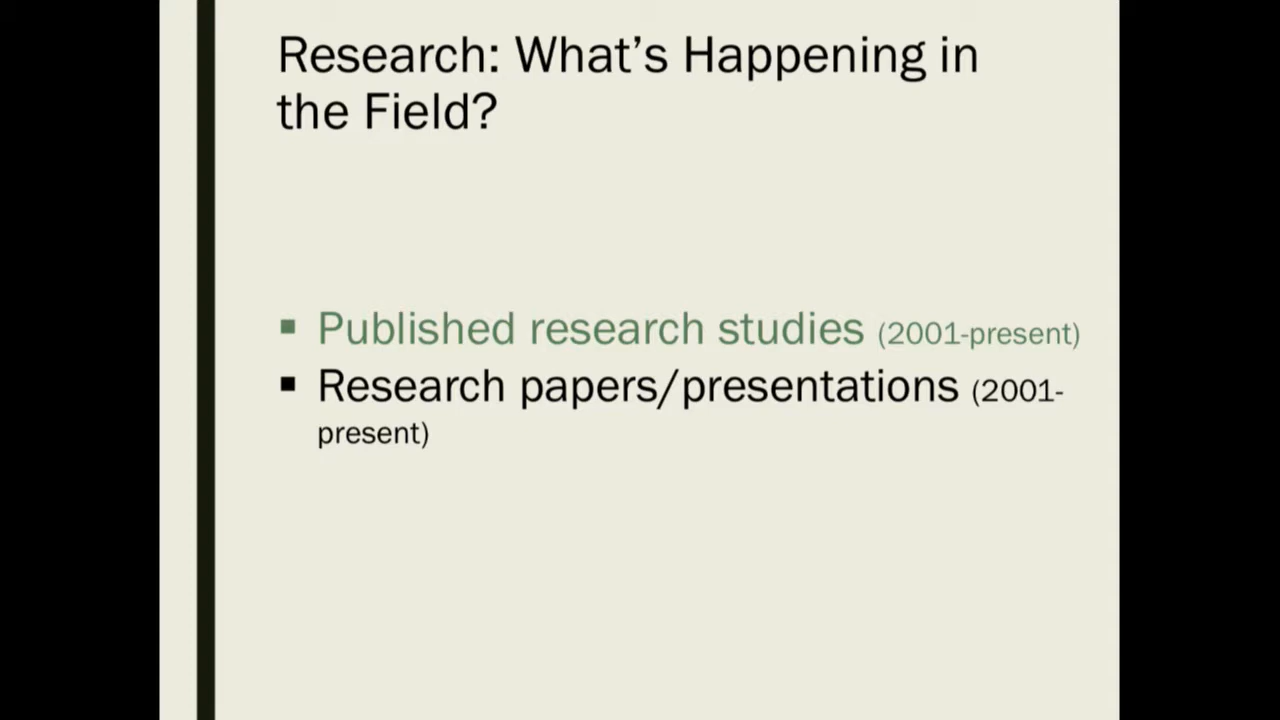 Research: What’s Happening in
the Field?
▪ Published research studies (2001-present)
▪ Research papers/presentations (2001-
present)